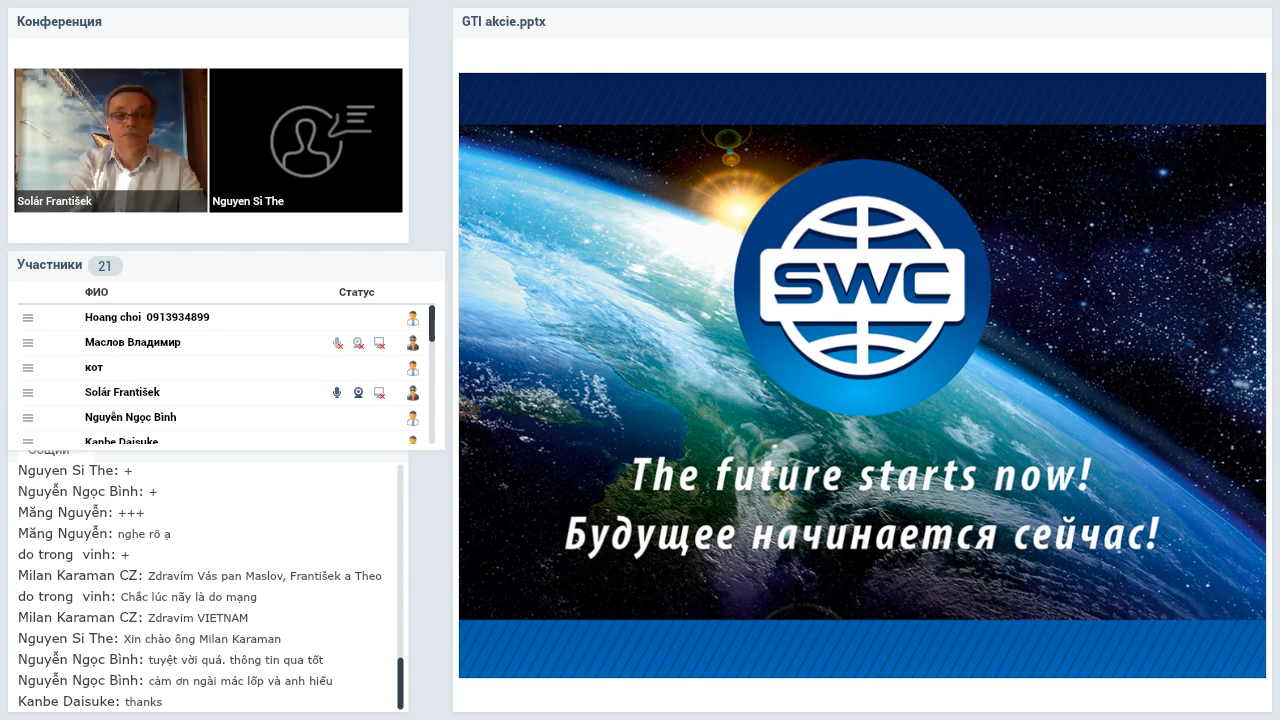 Конференция
Solár František
Nguyen Si The
Участники 21
ФИО Статус
Hoang choi 0913934899
Маслов Владимир
кот
Solár František
Nguyễn Ngọc Bình
Kanbe Daisuke
Общий
Nguyen Si The: +
Nguyễn Ngọc Bình: +
Măng Nguyễn: +++
Măng Nguyễn: nghe rõ ạ
do trong vinh: +
Milan Karaman CZ: Zdravím Vás pan Maslov, František a Theo
do trong vinh: Chắc lúc nãy là do mạng
Milan Karaman CZ: Zdravim VIETNAM
Nguyen Si The: Xin chào ông Milan Karaman
Nguyễn Ngọc Bình: tuyệt vời quá. thông tin qua tốt
Nguyễn Ngọc Bình: cảm ơn ngài mác lốp và anh hiếu
Kanbe Daisuke: thanks
GTI akcie.pptx
SWC
The future starts now!
Будущее начинается сейчас!